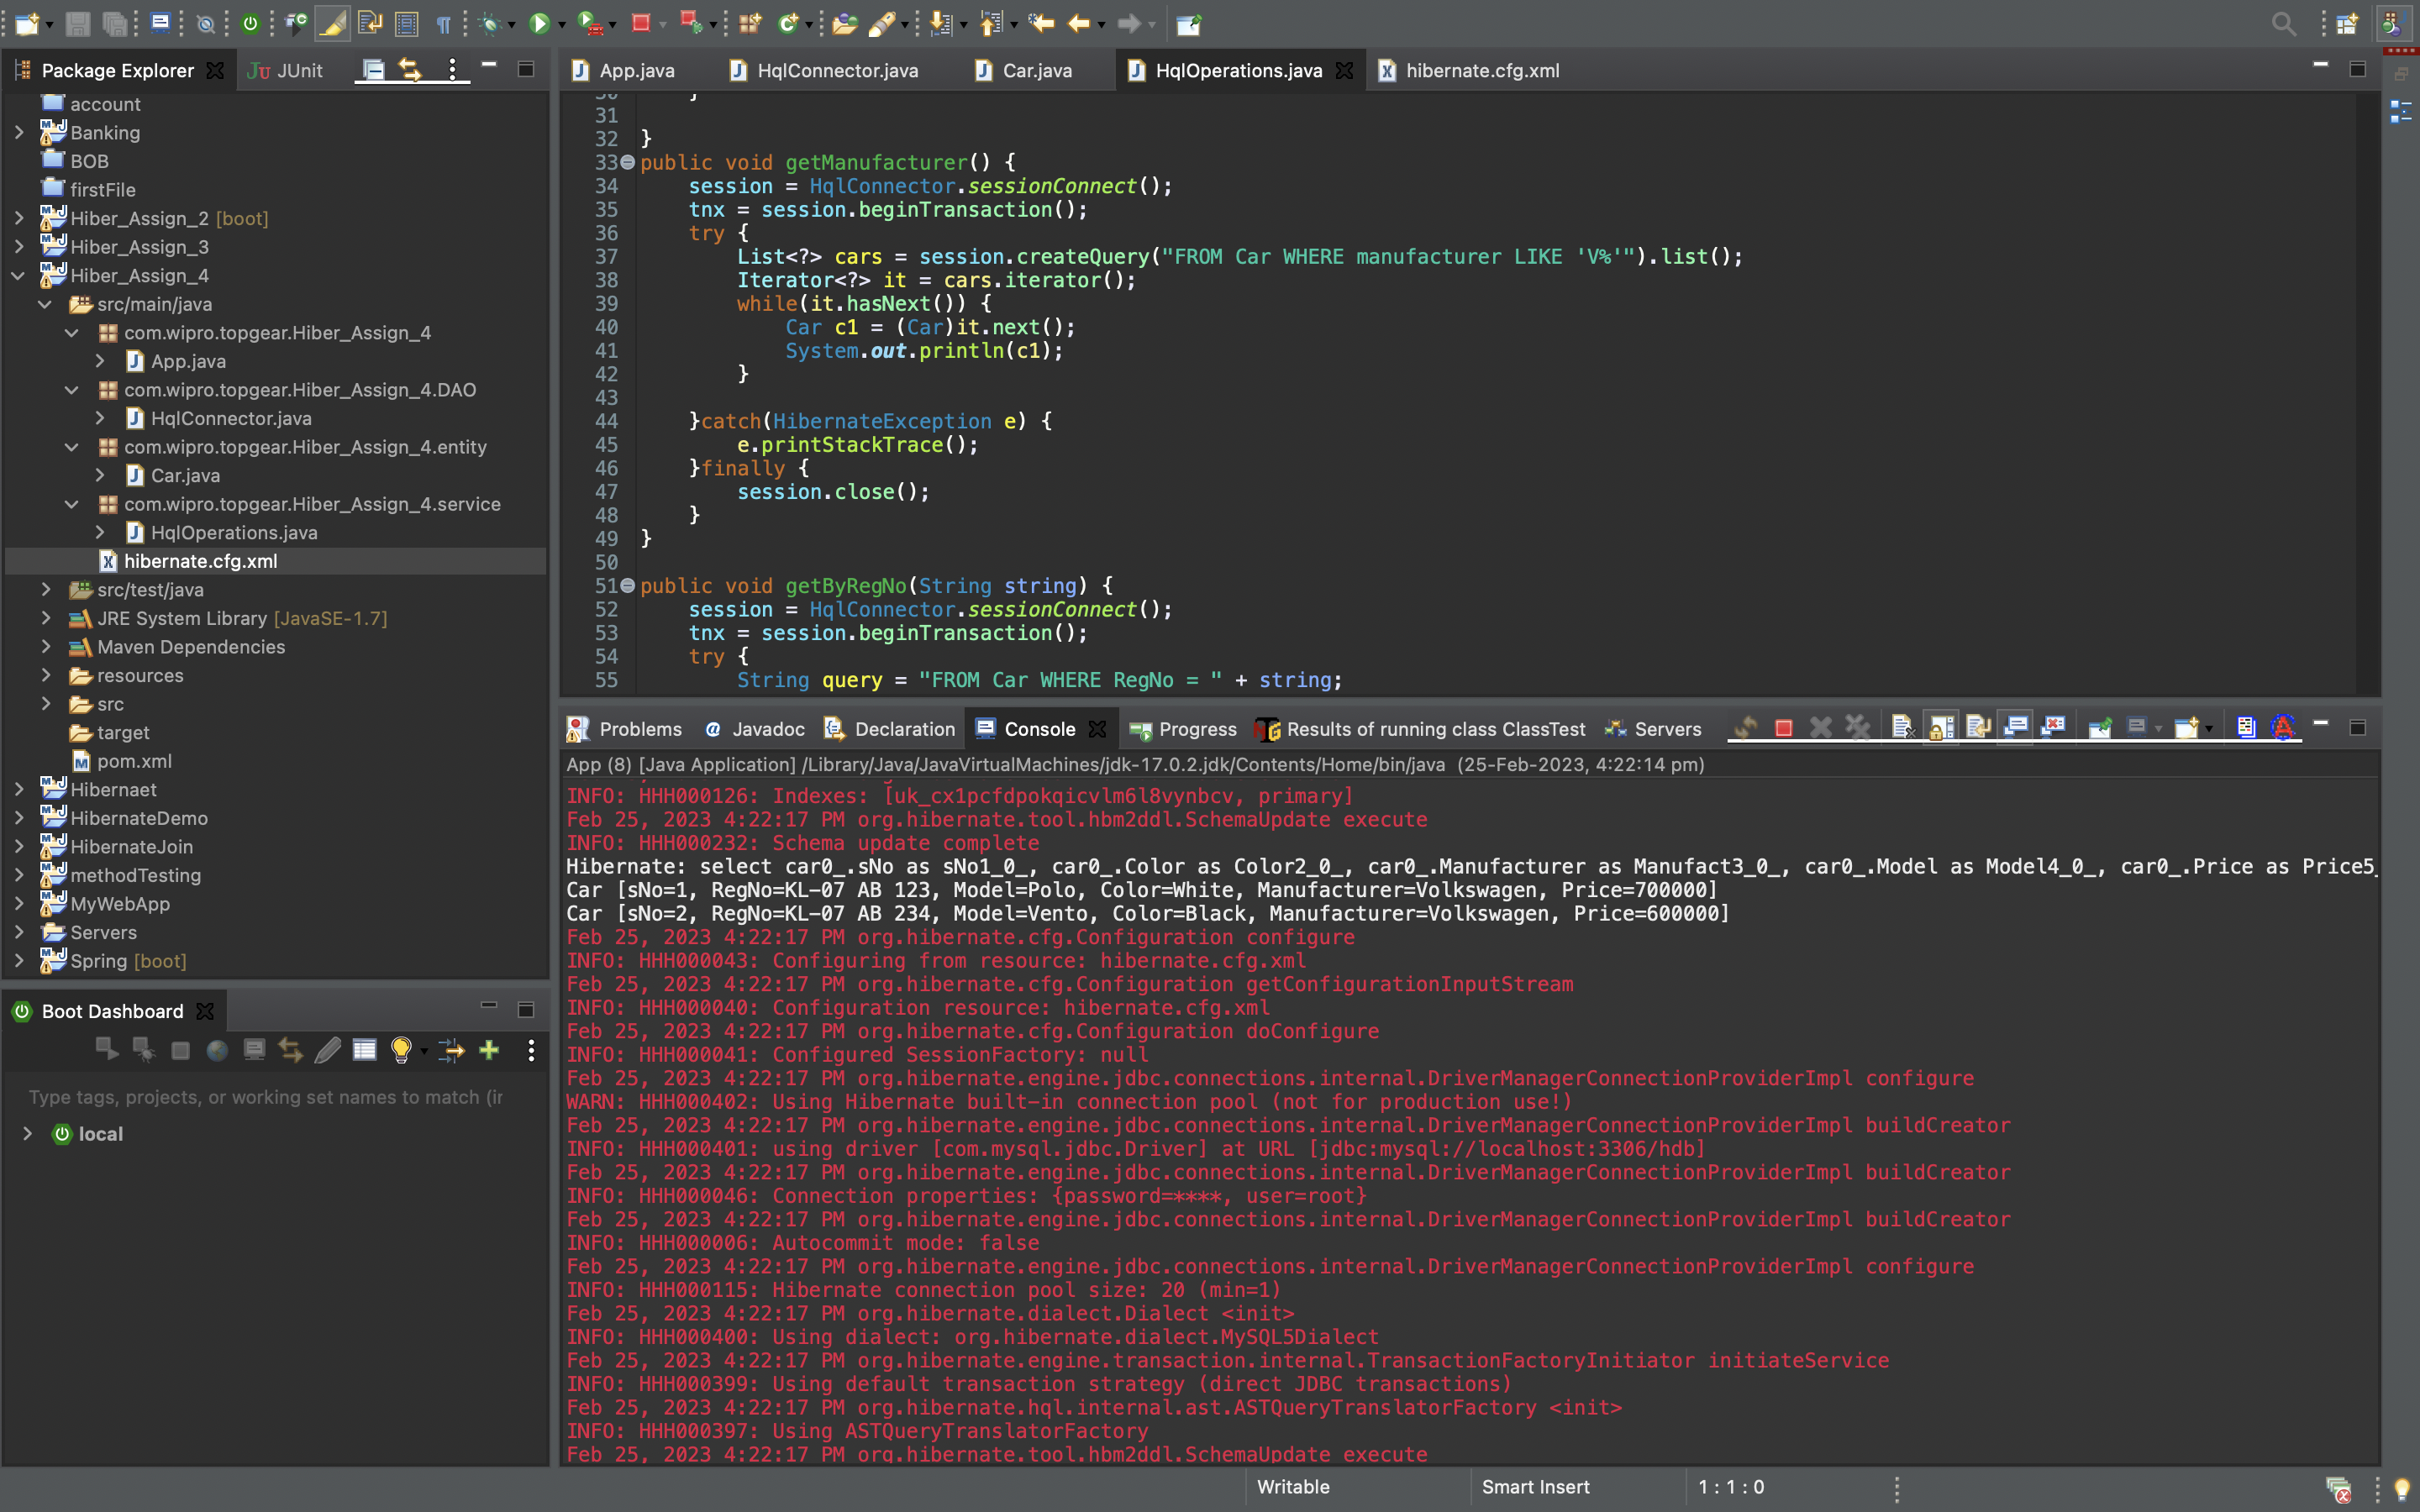 Package Explorer
JUnit
account
Banking
BOB
firstFile
Hiber_Assign_2 [boot]
Hiber_Assign_3
Hiber_Assign_4
src/main/java
com.wipro.topgear.Hiber_Assign_4
App.java
com.wipro.topgear.Hiber_Assign_4.DAO
HqlConnector.java
com.wipro.topgear.Hiber_Assign_4.entity
Car.java
com.wipro.topgear.Hiber_Assign_4.service
HqlOperations.java
hibernate.cfg.xml
src/test/java
JRE System Library [JavaSE-1.7]
Maven Dependencies
resources
src
target
pom.xml
Hibernaet
HibernateDemo
HibernateJoin
methodTesting
MyWebApp
Servers
Spring [boot]
Boot Dashboard
Type tags, projects, or working set names to match (ir
local
App.java
HqlConnector.java
Car.java
HqlOperations.java
hibernate.cfg.xml
30 }
31
32 }
33 public void getManufacturer() {
34 session = HqlConnector.sessionConnect();
35 tnx = session.beginTransaction();
36 try {
37 List<?> cars = session.createQuery("FROM Car WHERE manufacturer LIKE 'V%'").list();
38 Iterator<?> it = cars.iterator();
39 while(it.hasNext()) {
40 Car c1 = (Car)it.next();
41 System.out.println(c1);
42 }
43
44 }catch(HibernateException e) {
45 e.printStackTrace();
46 }finally {
47 session.close();
48 }
49 }
50
51 public void getByRegNo(String string) {
52 session = HqlConnector.sessionConnect();
53 tnx = session.beginTransaction();
54 try {
55 String query = "FROM Car WHERE RegNo = " + string;
Problems
Javadoc
Declaration
Console
Progress
Results of running class ClassTest
Servers
App (8) [Java Application] /Library/Java/JavaVirtualMachines/jdk-17.0.2.jdk/Contents/Home/bin/java (25-Feb-2023, 4:22:14 pm)
INFO: HHH000126: Indexes: [uk_cx1pcfdpokqicvlm6l8vynbcv, primary]
Feb 25, 2023 4:22:17 PM org.hibernate.tool.hbm2ddl.SchemaUpdate execute
INFO: HHH000232: Schema update complete
Hibernate: select car0_.sNo as sNo1_0_, car0_.Color as Color2_0_, car0_.Manufacturer as Manufact3_0_, car0_.Model as Model4_0_, car0_.Price as Price5_
Car [sNo=1, RegNo=KL-07 AB 123, Model=Polo, Color=White, Manufacturer=Volkswagen, Price=700000]
Car [sNo=2, RegNo=KL-07 AB 234, Model=Vento, Color=Black, Manufacturer=Volkswagen, Price=600000]
Feb 25, 2023 4:22:17 PM org.hibernate.cfg.Configuration configure
INFO: HHH000043: Configuring from resource: hibernate.cfg.xml
Feb 25, 2023 4:22:17 PM org.hibernate.cfg.Configuration getConfigurationInputStream
INFO: HHH000040: Configuration resource: hibernate.cfg.xml
Feb 25, 2023 4:22:17 PM org.hibernate.cfg.Configuration doConfigure
INFO: HHH000041: Configured SessionFactory: null
Feb 25, 2023 4:22:17 PM org.hibernate.engine.jdbc.connections.internal.DriverManagerConnectionProviderImpl configure
WARN: HHH000402: Using Hibernate built-in connection pool (not for production use!)
Feb 25, 2023 4:22:17 PM org.hibernate.engine.jdbc.connections.internal.DriverManagerConnectionProviderImpl buildCreator
INFO: HHH000401: using driver [com.mysql.jdbc.Driver] at URL [jdbc:mysql://localhost:3306/hdb]
Feb 25, 2023 4:22:17 PM org.hibernate.engine.jdbc.connections.internal.DriverManagerConnectionProviderImpl buildCreator
INFO: HHH000046: Connection properties: {password=****, user=root}
Feb 25, 2023 4:22:17 PM org.hibernate.engine.jdbc.connections.internal.DriverManagerConnectionProviderImpl buildCreator
INFO: HHH000006: Autocommit mode: false
Feb 25, 2023 4:22:17 PM org.hibernate.engine.jdbc.connections.internal.DriverManagerConnectionProviderImpl configure
INFO: HHH000115: Hibernate connection pool size: 20 (min=1)
Feb 25, 2023 4:22:17 PM org.hibernate.dialect.Dialect <init>
INFO: HHH000400: Using dialect: org.hibernate.dialect.MySQL5Dialect
Feb 25, 2023 4:22:17 PM org.hibernate.engine.transaction.internal.TransactionFactoryInitiator initiateService
INFO: HHH000399: Using default transaction strategy (direct JDBC transactions)
Feb 25, 2023 4:22:17 PM org.hibernate.hql.internal.ast.ASTQueryTranslatorFactory <init>
INFO: HHH000397: Using ASTQueryTranslatorFactory
Feb 25, 2023 4:22:17 PM org.hibernate.tool.hbm2ddl.SchemaUpdate execute
Writable
Smart Insert
1 : 1 : 0